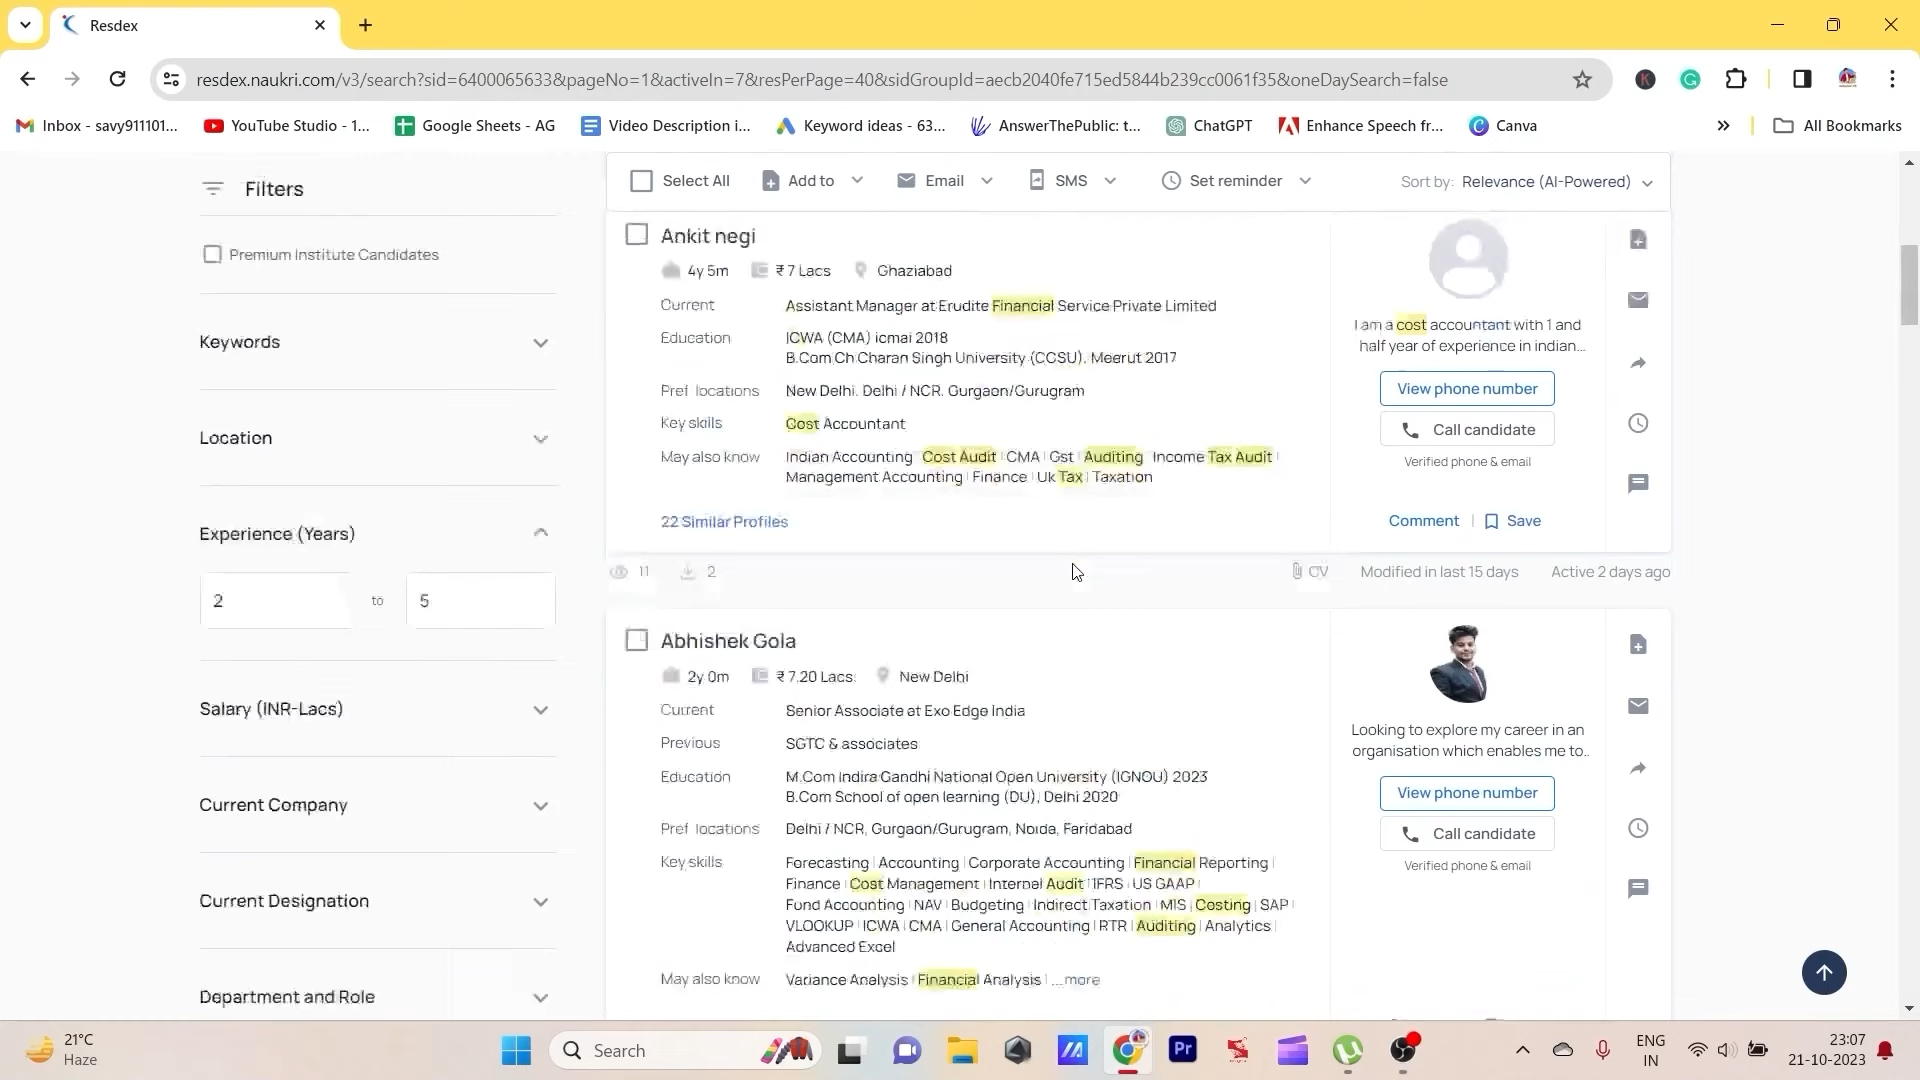 Resdex
resdex.naukri.com/v3/search?sid=6400065633&pageNo=1&activeIn=7&resPerPage=40&sidGroupId=aecb2040fe715ed5844b239cc0061f35&oneDaySearch=false
Inbox - savy911101...
YouTube Studio - 1...
Google Sheets - AG
Video Description i...
Keyword ideas - 63...
AnswerThePublic: t...
ChatGPT
Enhance Speech fr...
Canva
All Bookmarks
Filters
Premium Institute Candidates
Keywords
Location
Experience (Years)
2 to 5
Salary (INR-Lacs)
Current Company
Current Designation
Department and Role
Select All
Add to
Email
SMS
Set reminder
Sort by: Relevance (AI-Powered)
Ankit negi
4y 5m ₹ 7 Lacs Ghaziabad
Current Assistant Manager at Erudite Financial Service Private Limited
Education ICWA (CMA) icmai 2018
B.Com Ch Charan Singh University (CCSU), Meerut 2017
Pref locations New Delhi, Delhi / NCR, Gurgaon/Gurugram
Key skills Cost Accountant
May also know Indian Accounting | Cost Audit | CMA | Gst | Auditing | Income Tax Audit |
Management Accounting | Finance | Uk Tax | Taxation
22 Similar Profiles
I am a cost accountant with 1 and
half year of experience in indian...
View phone number
Call candidate
Verified phone & email
Comment | Save
11 2 CV Modified in last 15 days Active 2 days ago
Abhishek Gola
2y 0m ₹ 7.20 Lacs New Delhi
Current Senior Associate at Exo Edge India
Previous SGTC & associates
Education M.Com Indira Gandhi National Open University (IGNOU) 2023
B.Com School of open learning (DU), Delhi 2020
Pref locations Delhi / NCR, Gurgaon/Gurugram, Noida, Faridabad
Key skills Forecasting | Accounting | Corporate Accounting | Financial Reporting |
Finance | Cost Management | Internal Audit | IFRS | US GAAP |
Fund Accounting | NAV | Budgeting | Indirect Taxation | MIS | Costing | SAP |
VLOOKUP | ICWA | CMA | General Accounting | RTR | Auditing | Analytics |
Advanced Excel
May also know Variance Analysis | Financial Analysis | ...more
Looking to explore my career in an
organisation which enables me to..
View phone number
Call candidate
Verified phone & email
21°C
Haze
Search
Pr
ENG
IN
23:07
21-10-2023